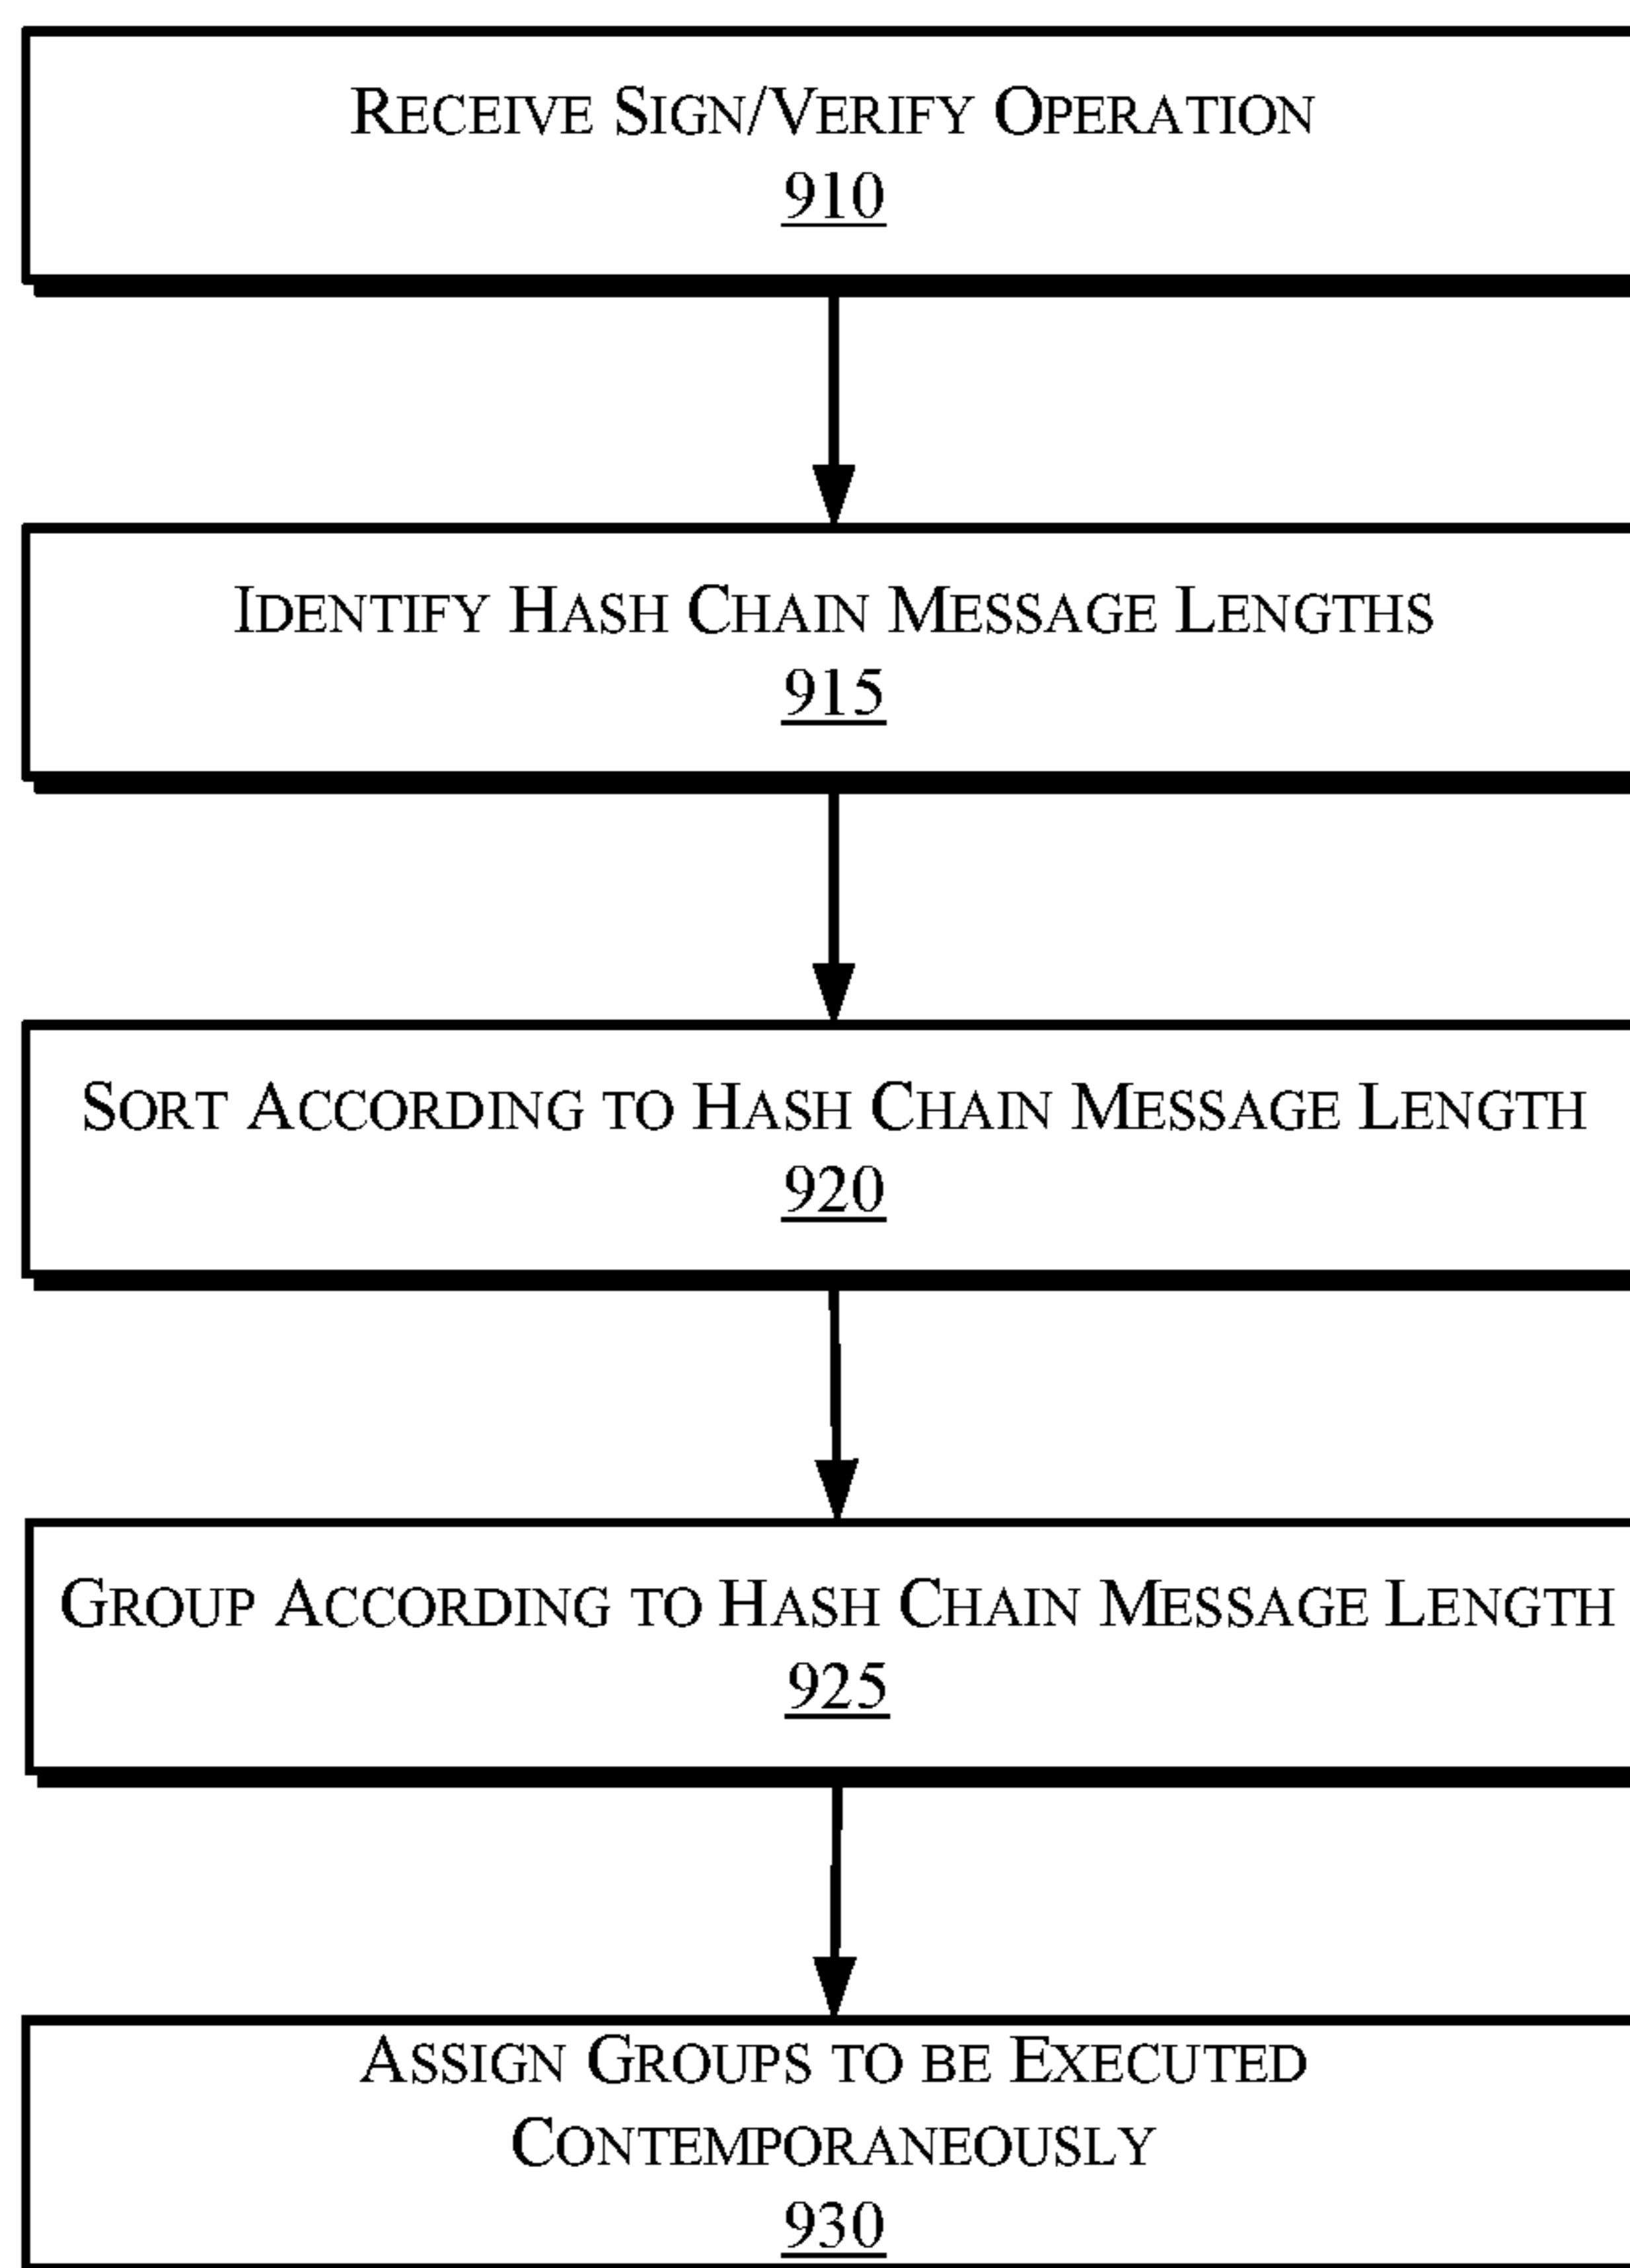 RECEIVE SIGN/VERIFY OPERATION
910
IDENTIFY HASH CHAIN MESSAGE LENGTHS
915
SORT ACCORDING TO HASH CHAIN MESSAGE LENGTH
920
GROUP ACCORDING TO HASH CHAIN MESSAGE LENGTH
925
ASSIGN GROUPS TO BE EXECUTED
CONTEMPORANEOUSLY
930